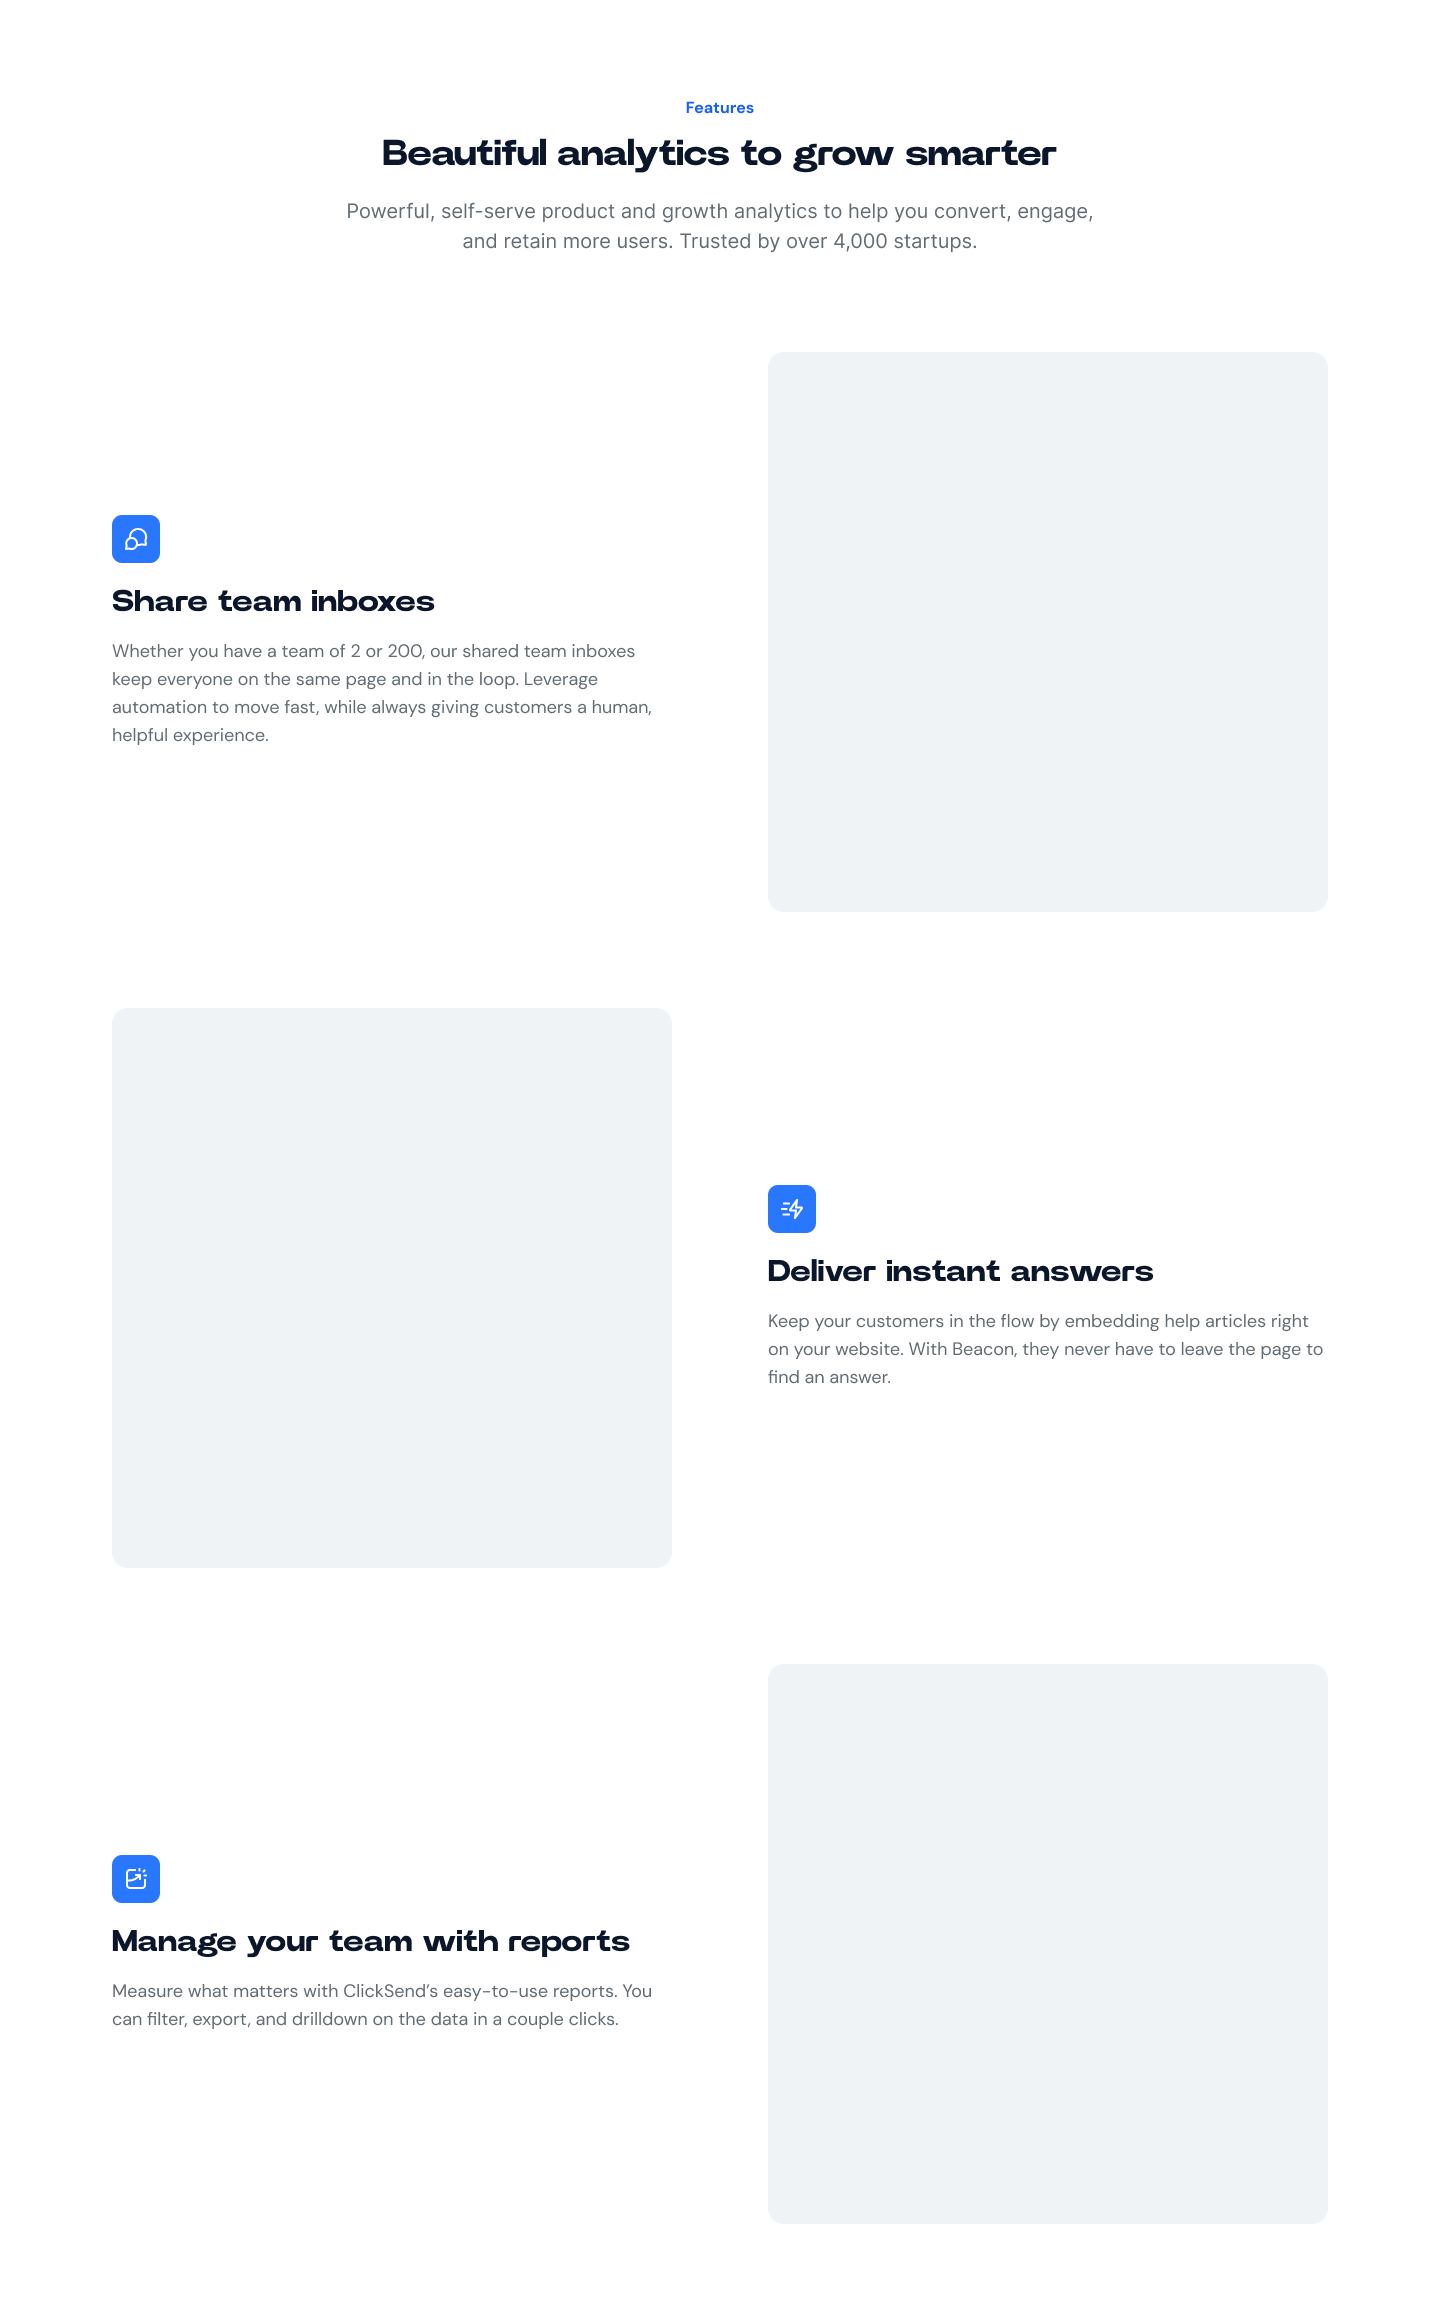 Features
Beautiful analytics to grow smarter
Powerful, self-serve product and growth analytics to help you convert, engage,
and retain more users. Trusted by over 4,000 startups.
Share team inboxes
Whether you have a team of 2 or 200, our shared team inboxes
keep everyone on the same page and in the loop. Leverage
automation to move fast, while always giving customers a human,
helpful experience.
Deliver instant answers
Keep your customers in the flow by embedding help articles right
on your website. With Beacon, they never have to leave the page to
find an answer.
Manage your team with reports
Measure what matters with ClickSend’s easy-to-use reports. You
can filter, export, and drilldown on the data in a couple clicks.